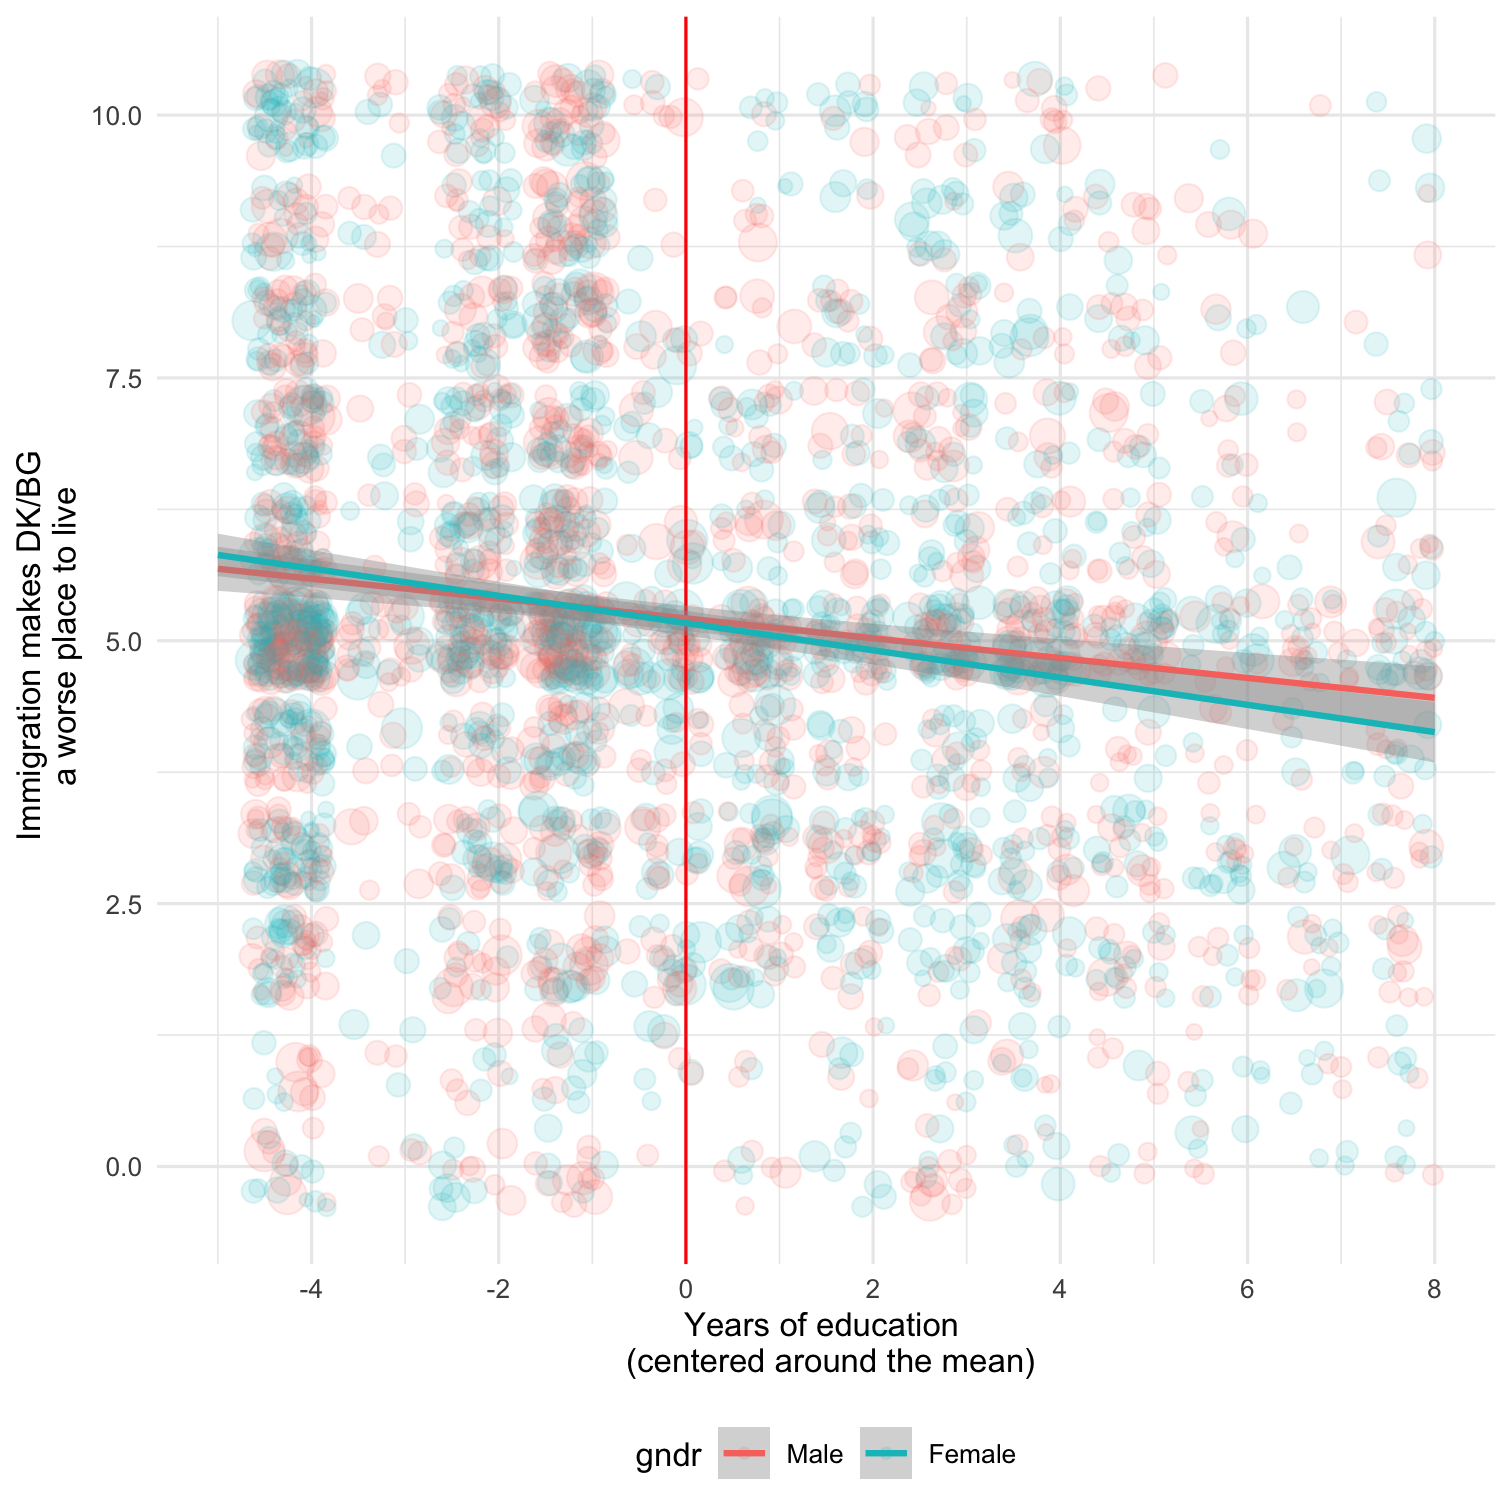 Immigration makes DK/BG
a worse place to live
10.0
7.5
5.0
2.5
0.0
-4
-2
0
2
4
6
8
Years of education
(centered around the mean)
gndr
Male
Female